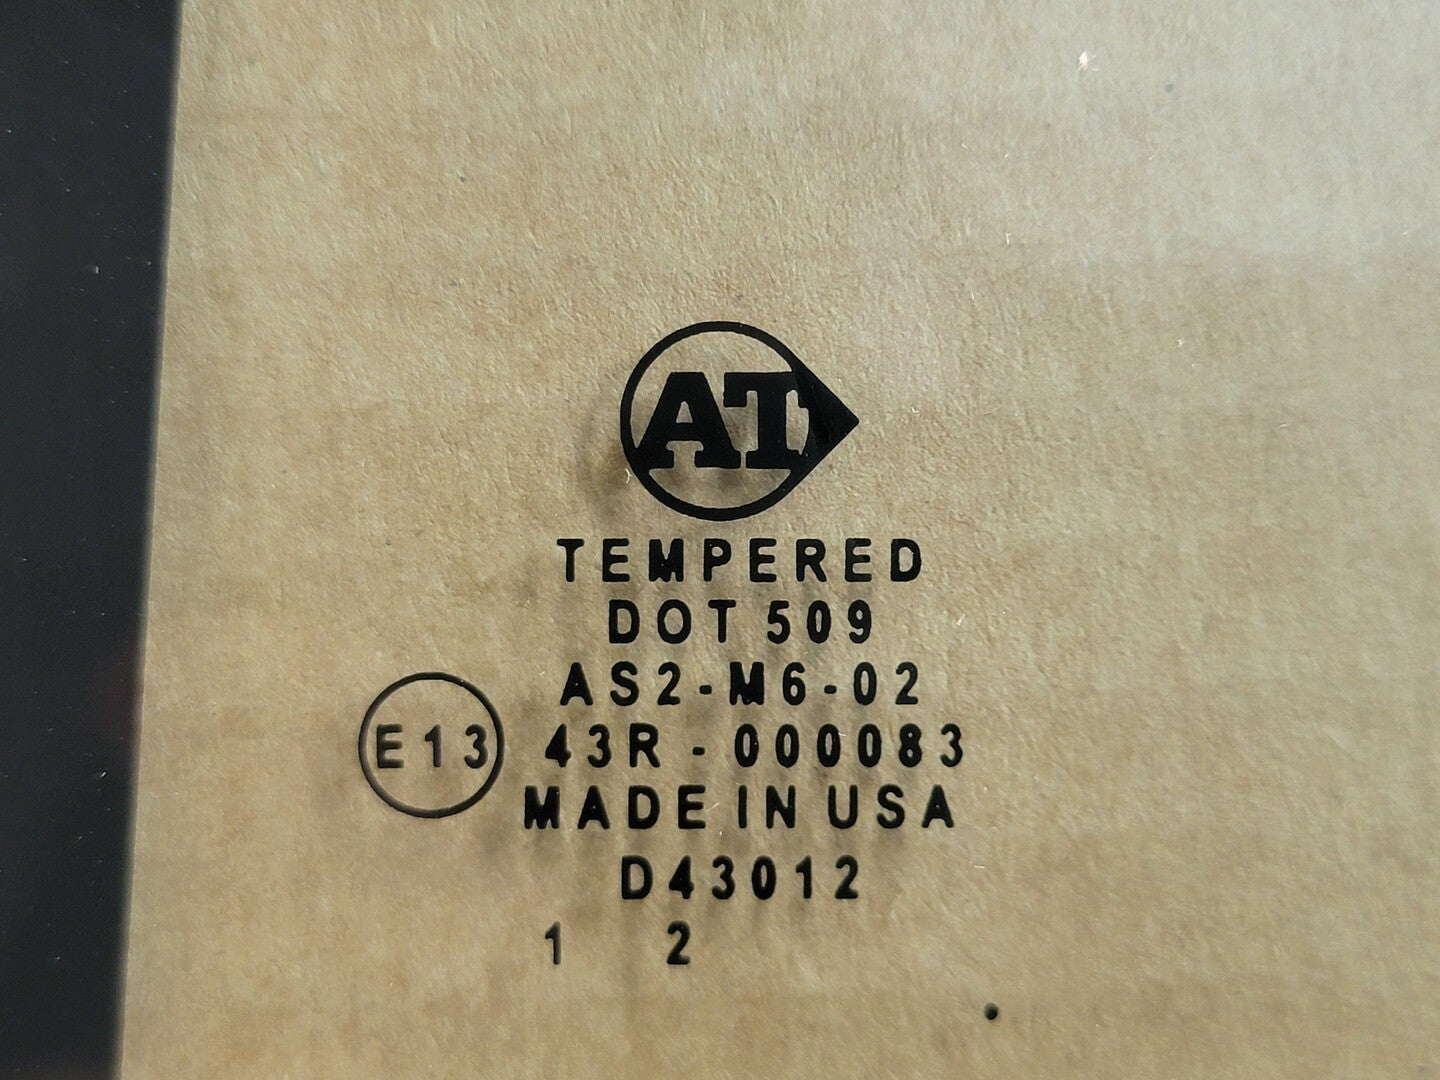 AT
TEMPERED
DOT 509
AS2-M6-02
E13 43R - 000083
MADE IN USA
D43012
1 2